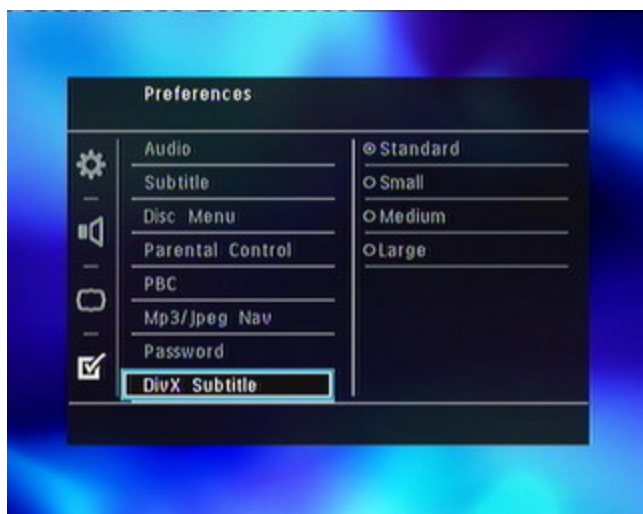 Preferences
Audio
Subtitle
Disc Menu
Parental Control
PBC
Mp3/Jpeg Nav
Password
DivX Subtitle
Standard
Small
Medium
Large